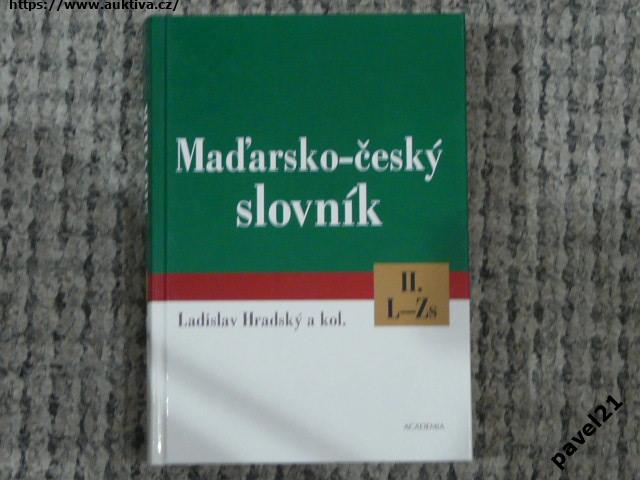 https://www.auktiva.cz/
Maďarsko-český
slovník
II.
L–Zs
Ladislav Hradský a kol.
ACADEMIA
pavel21